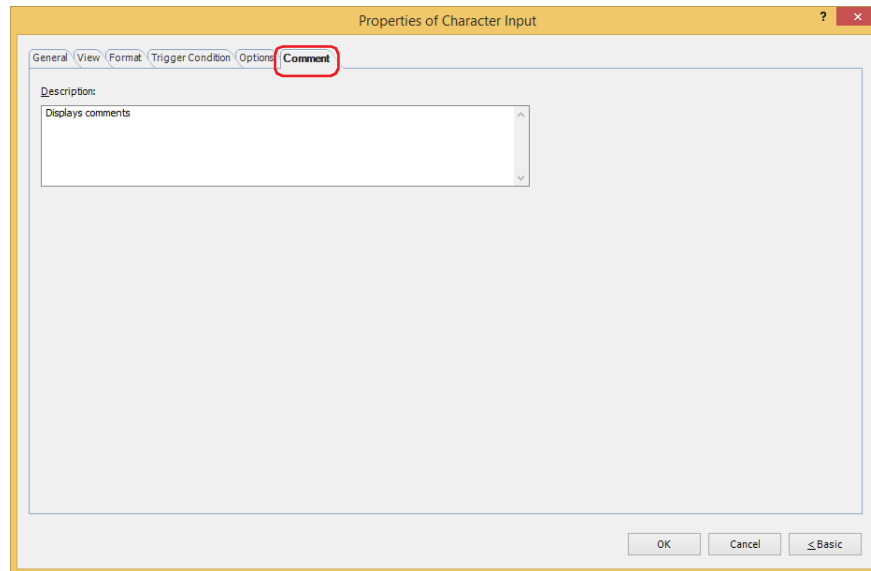 Properties of Character Input
?
General View Format Trigger Condition Options Comment
Description:
Displays comments
OK Cancel < Basic